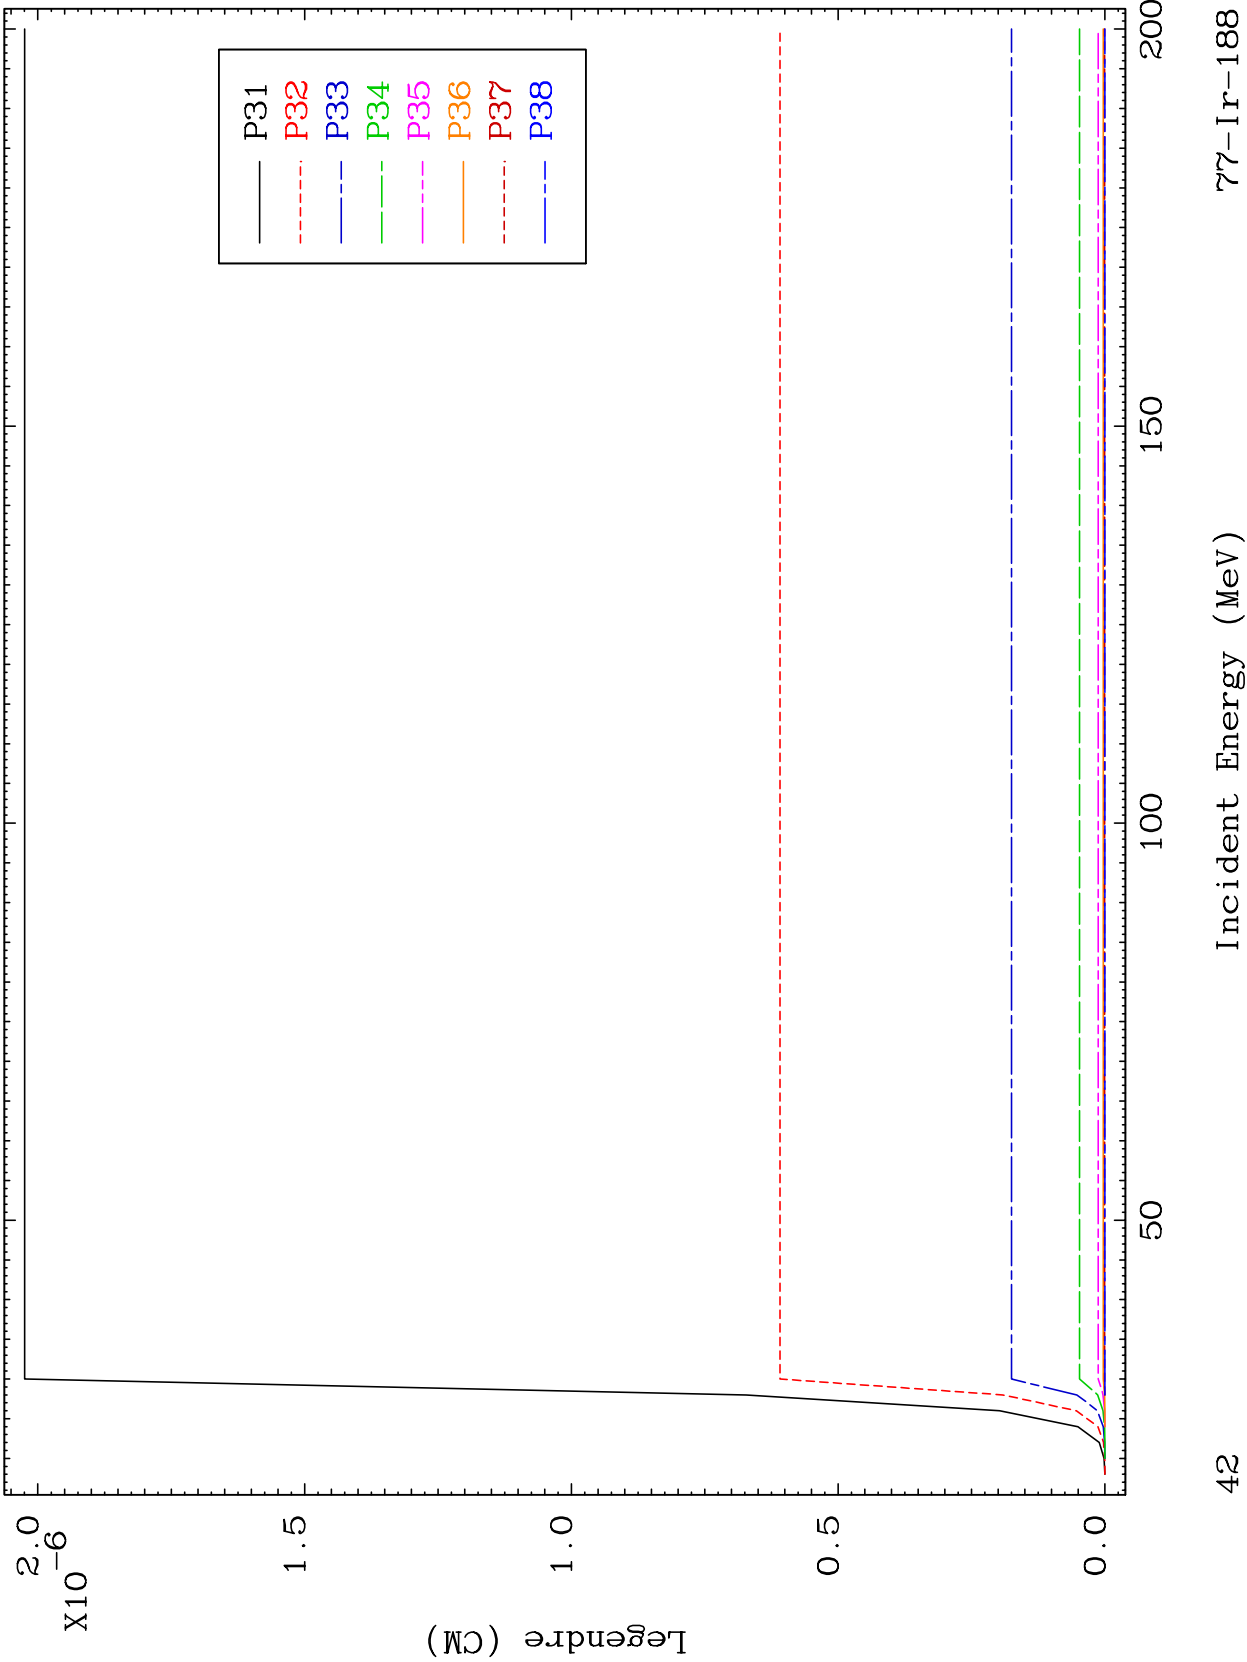 P31
P32
P33
P34
P35
P36
P37
P38
2.0
X10-6
1.5
1.0
0.5
0.0
Legendre (CM)
50
100
150
200
Incident Energy (MeV)
42
77-Ir-188